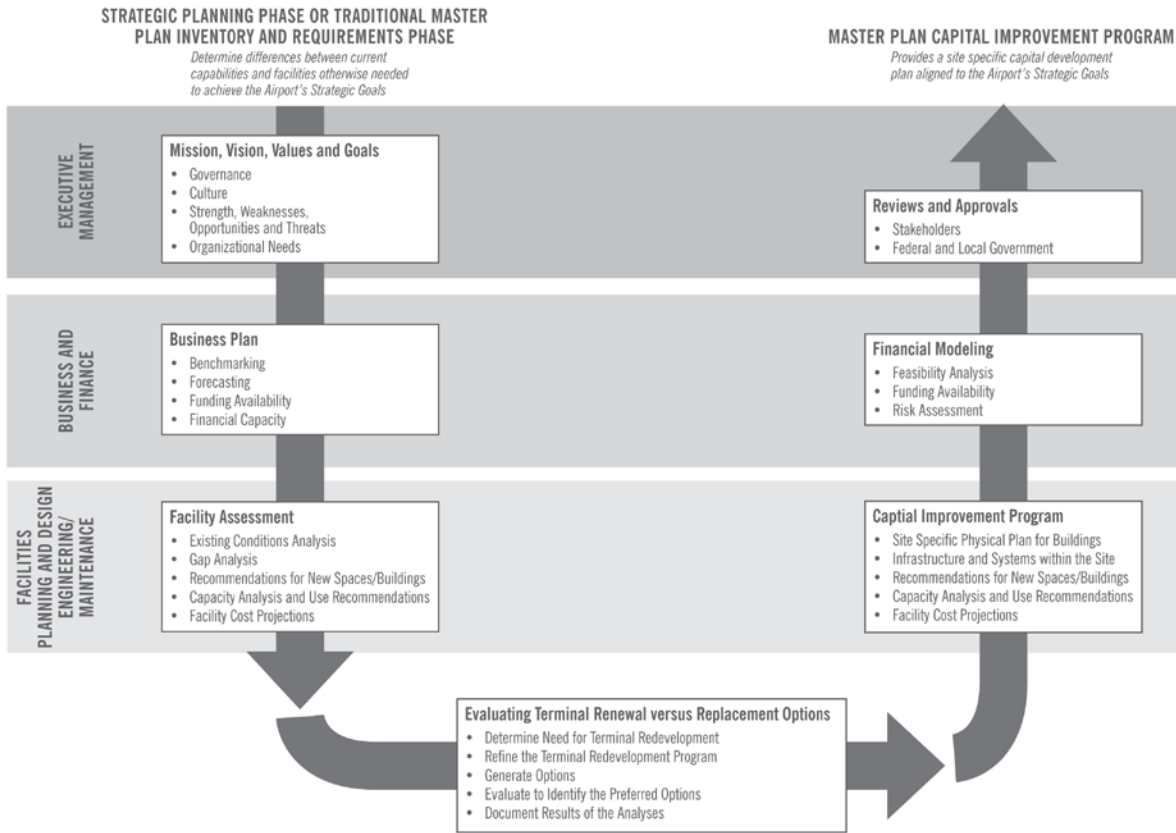 STRATEGIC PLANNING PHASE OR TRADITIONAL MASTER
PLAN INVENTORY AND REQUIREMENTS PHASE
Determine differences between current
capabilities and facilities otherwise needed
to achieve the Airport's Strategic Goals
MASTER PLAN CAPITAL IMPROVEMENT PROGRAM
Provides a site specific capital development
plan aligned to the Airport's Strategic Goals
EXECUTIVE
MANAGEMENT
Mission, Vision, Values and Goals
• Governance
• Culture
• Strength, Weaknesses,
Opportunities and Threats
• Organizational Needs
Reviews and Approvals
• Stakeholders
• Federal and Local Government
BUSINESS AND
FINANCE
Business Plan
• Benchmarking
• Forecasting
• Funding Availability
• Financial Capacity
Financial Modeling
• Feasibility Analysis
• Funding Availability
• Risk Assessment
FACILITIES
PLANNING AND DESIGN
ENGINEERING/
MAINTENANCE
Facility Assessment
• Existing Conditions Analysis
• Gap Analysis
• Recommendations for New Spaces/Buildings
• Capacity Analysis and Use Recommendations
• Facility Cost Projections
Captial Improvement Program
• Site Specific Physical Plan for Buildings
• Infrastructure and Systems within the Site
• Recommendations for New Spaces/Buildings
• Capacity Analysis and Use Recommendations
• Facility Cost Projections
Evaluating Terminal Renewal versus Replacement Options
• Determine Need for Terminal Redevelopment
• Refine the Terminal Redevelopment Program
• Generate Options
• Evaluate to Identify the Preferred Options
• Document Results of the Analyses